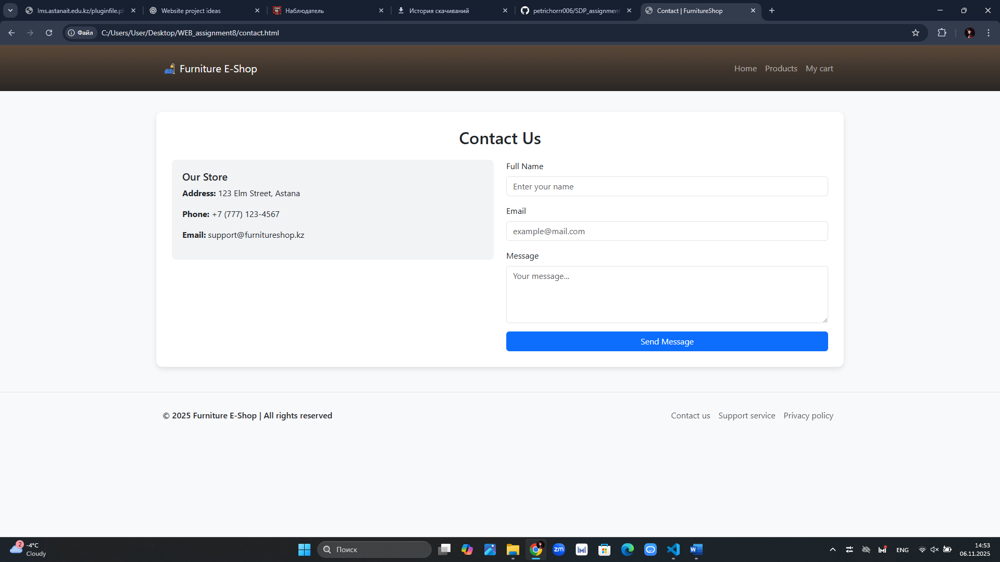 lms.astanait.edu.kz/pluginfile.p
Website project ideas
Наблюдатель
История скачиваний
petrichorrr006/SDP_assignment
Contact | FurnitureShop
Файл
C:/Users/User/Desktop/WEB_assignment8/contact.html
Furniture E-Shop
Home
Products
My cart
Contact Us
Our Store
Address: 123 Elm Street, Astana
Phone: +7 (777) 123-4567
Email: support@furnitureshop.kz
Full Name
Enter your name
Email
example@mail.com
Message
Your message...
Send Message
© 2025 Furniture E-Shop | All rights reserved
Contact us
Support service
Privacy policy
2
-4°C
Cloudy
Поиск
zm
W
ENG
14:53
06.11.2025